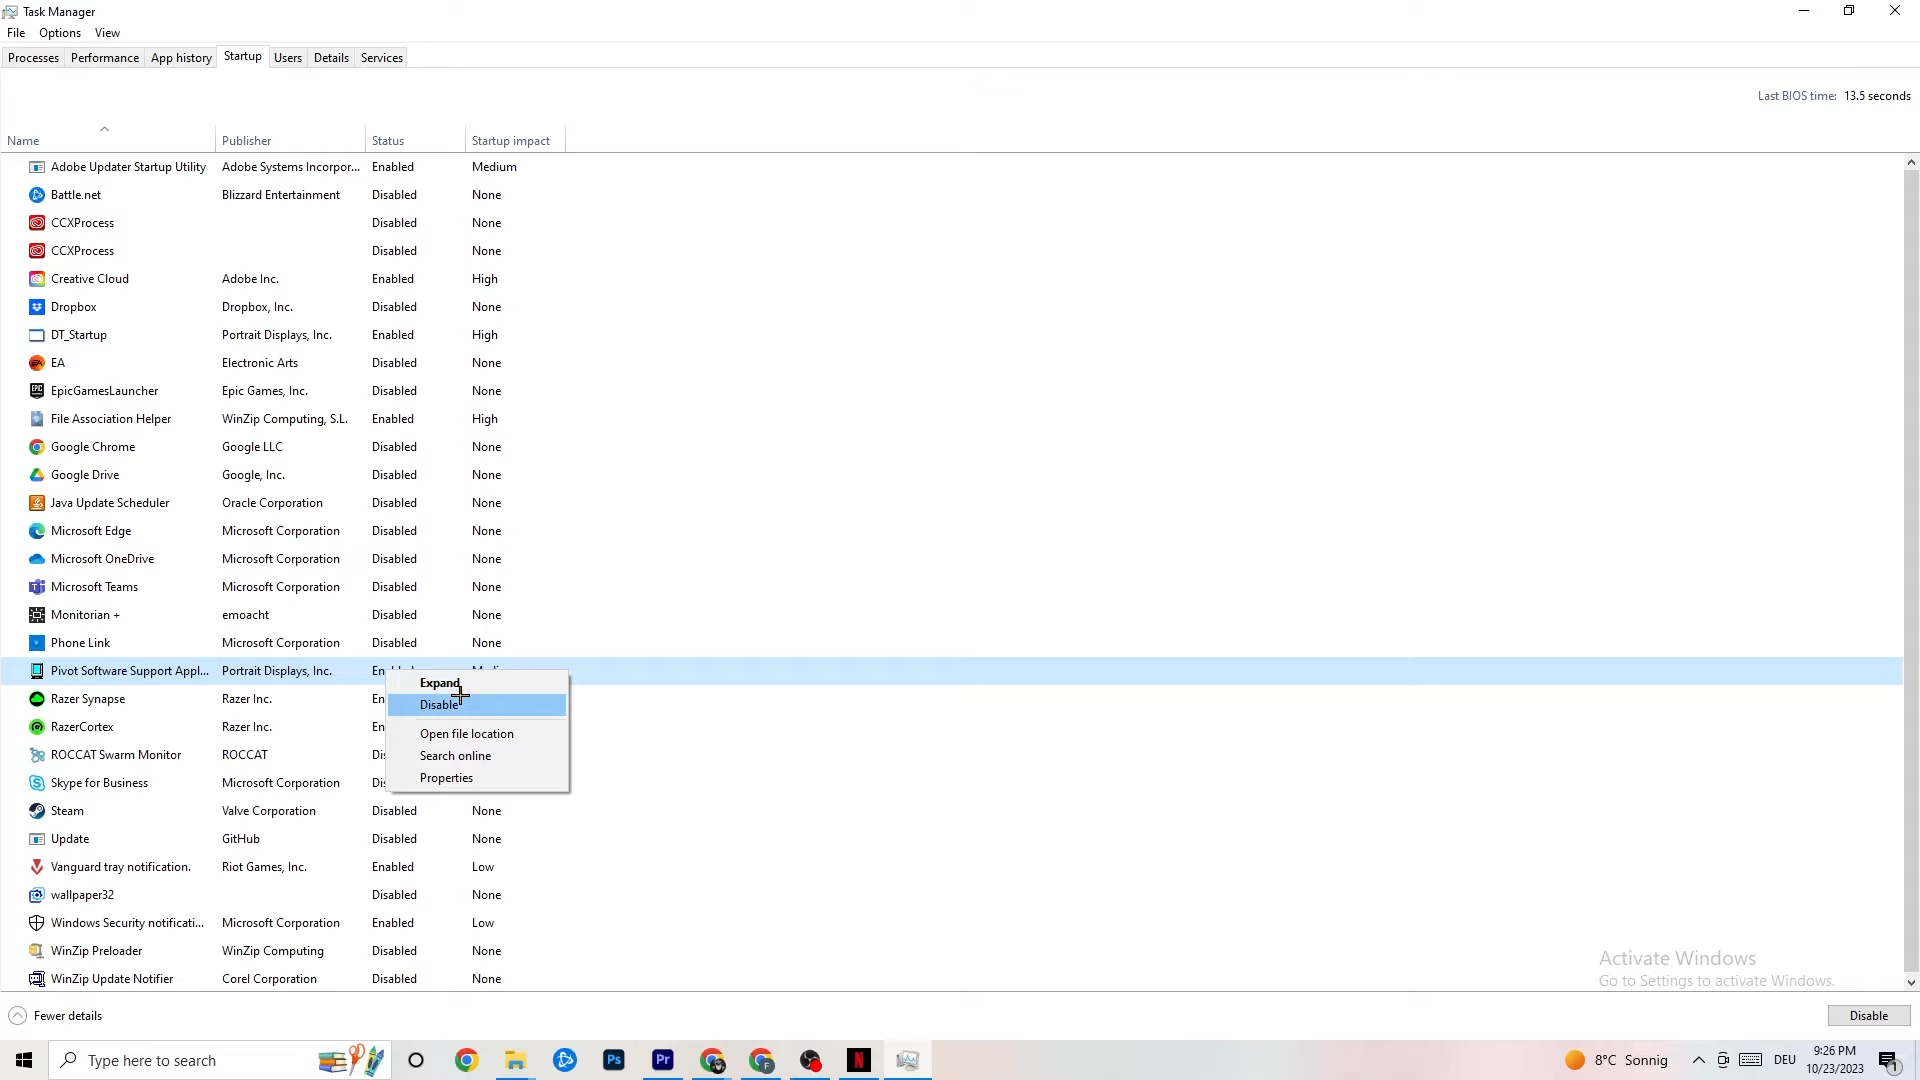 Task Manager
File Options View
Processes Performance App history Startup Users Details Services
Last BIOS time: 13.5 seconds
Name Publisher Status Startup impact
Adobe Updater Startup Utility Adobe Systems Incorpor... Enabled Medium
Battle.net Blizzard Entertainment Disabled None
CCXProcess Disabled None
CCXProcess Disabled None
Creative Cloud Adobe Inc. Enabled High
Dropbox Dropbox, Inc. Disabled None
DT_Startup Portrait Displays, Inc. Enabled High
EA Electronic Arts Disabled None
EpicGamesLauncher Epic Games, Inc. Disabled None
File Association Helper WinZip Computing, S.L. Enabled High
Google Chrome Google LLC Disabled None
Google Drive Google, Inc. Disabled None
Java Update Scheduler Oracle Corporation Disabled None
Microsoft Edge Microsoft Corporation Disabled None
Microsoft OneDrive Microsoft Corporation Disabled None
Microsoft Teams Microsoft Corporation Disabled None
Monitorian + emoacht Disabled None
Phone Link Microsoft Corporation Disabled None
Pivot Software Support Appl... Portrait Displays, Inc.
Expand
Razer Synapse Razer Inc. En
Disable
RazerCortex Razer Inc. En
Open file location
ROCCAT Swarm Monitor ROCCAT Dis
Search online
Skype for Business Microsoft Corporation Dis
Properties
Steam Valve Corporation Disabled None
Update GitHub Disabled None
Vanguard tray notification. Riot Games, Inc. Enabled Low
wallpaper32 Disabled None
Windows Security notificati... Microsoft Corporation Enabled Low
WinZip Preloader WinZip Computing Disabled None
WinZip Update Notifier Corel Corporation Disabled None
Activate Windows
Go to Settings to activate Windows.
Fewer details Disable
Type here to search
Ps Pr F N
8°C Sonnig DEU 9:26 PM
10/23/2023 1